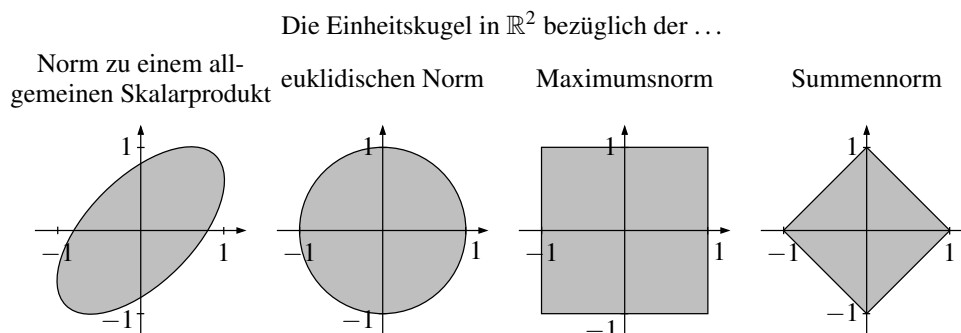 Die Einheitskugel in ℝ² bezüglich der …
Norm zu einem all-
gemeinen Skalarprodukt
euklidischen Norm
Maximumsnorm
Summennorm
1
−1
1
−1
1
−1
1
−1
1
−1
1
−1
1
−1
1
−1